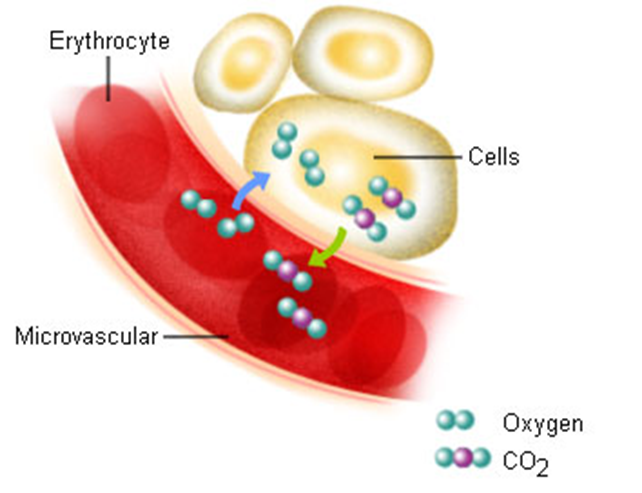 Erythrocyte
Cells
Microvascular
Oxygen
CO2